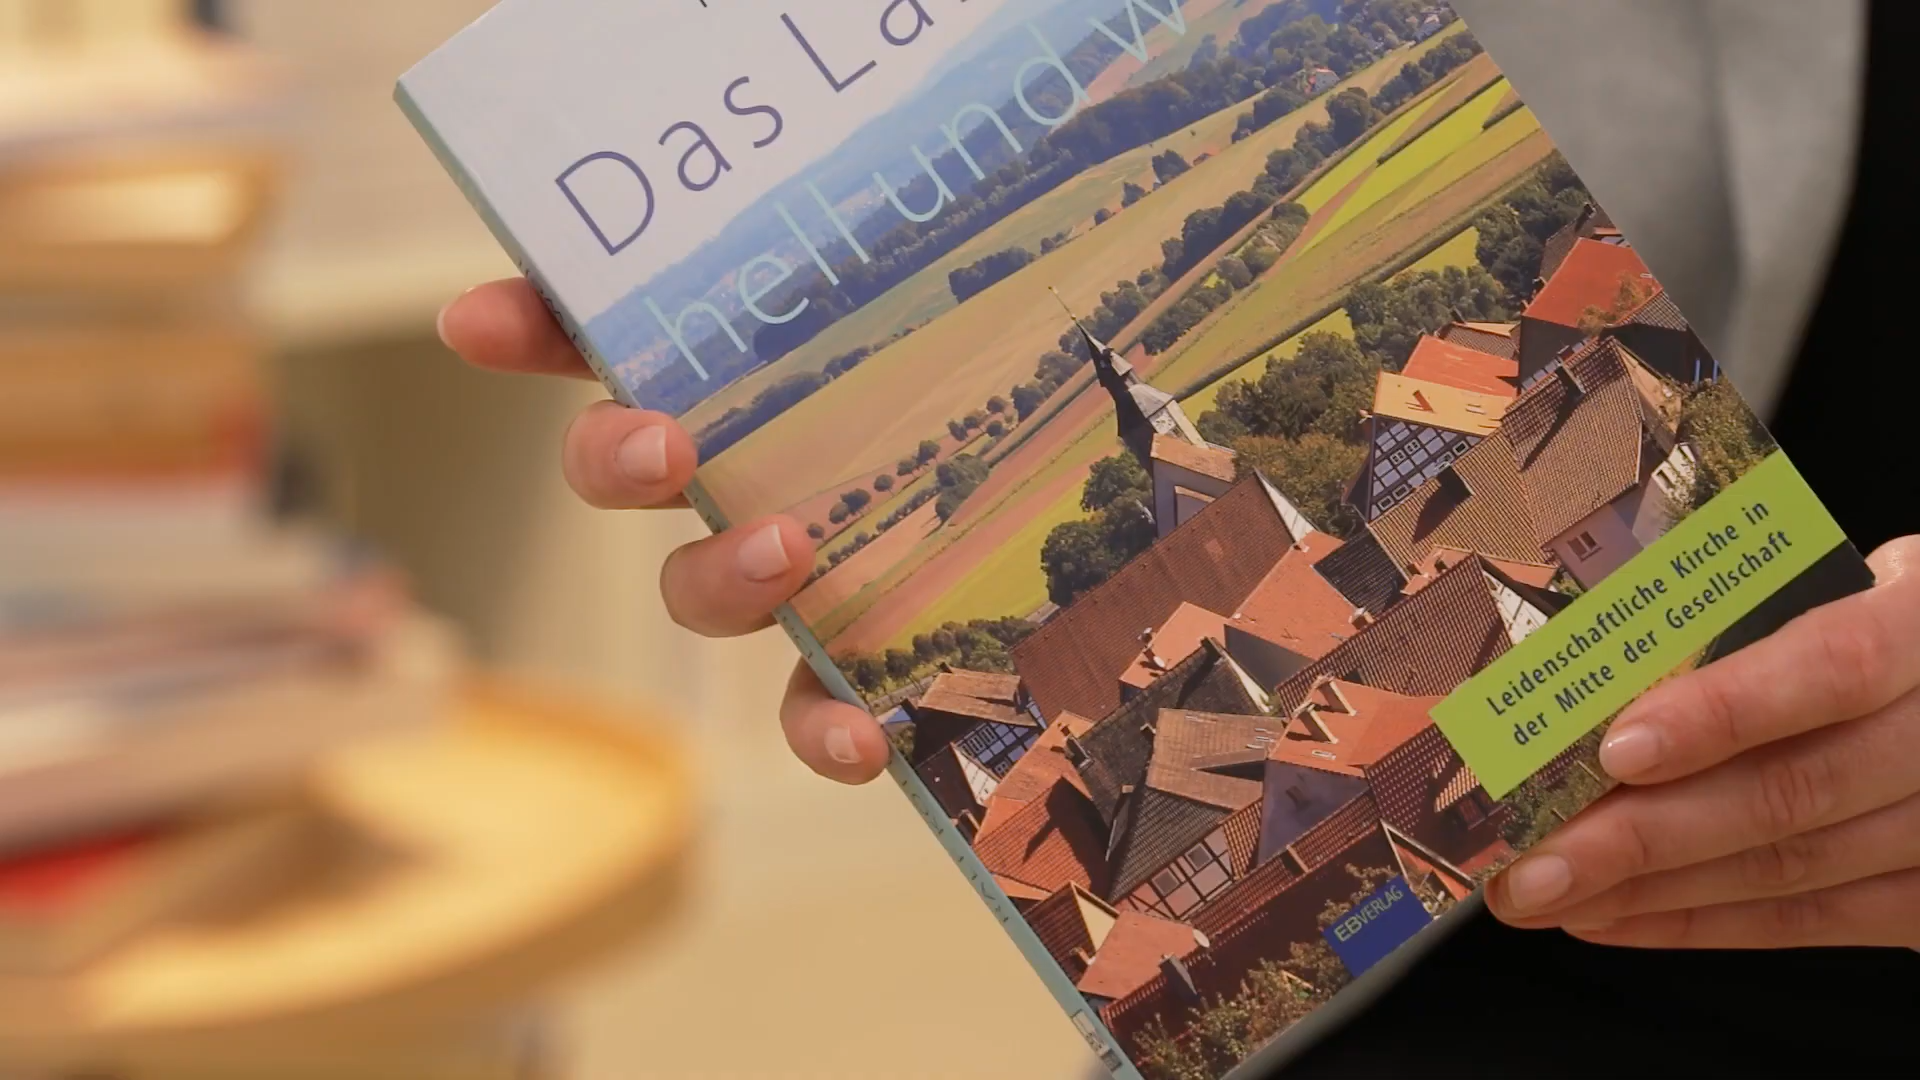 Das La
hell und w
Leidenschaftliche Kirche in
der Mitte der Gesellschaft
EBVERLAG